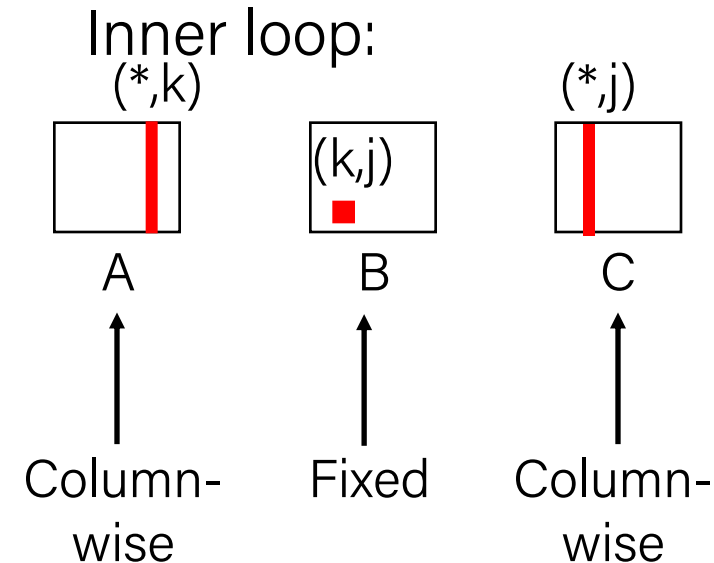 Inner loop:
(*,k)
(*,j)
(k,j)
A
B
C
Column-
wise
Fixed
Column-
wise